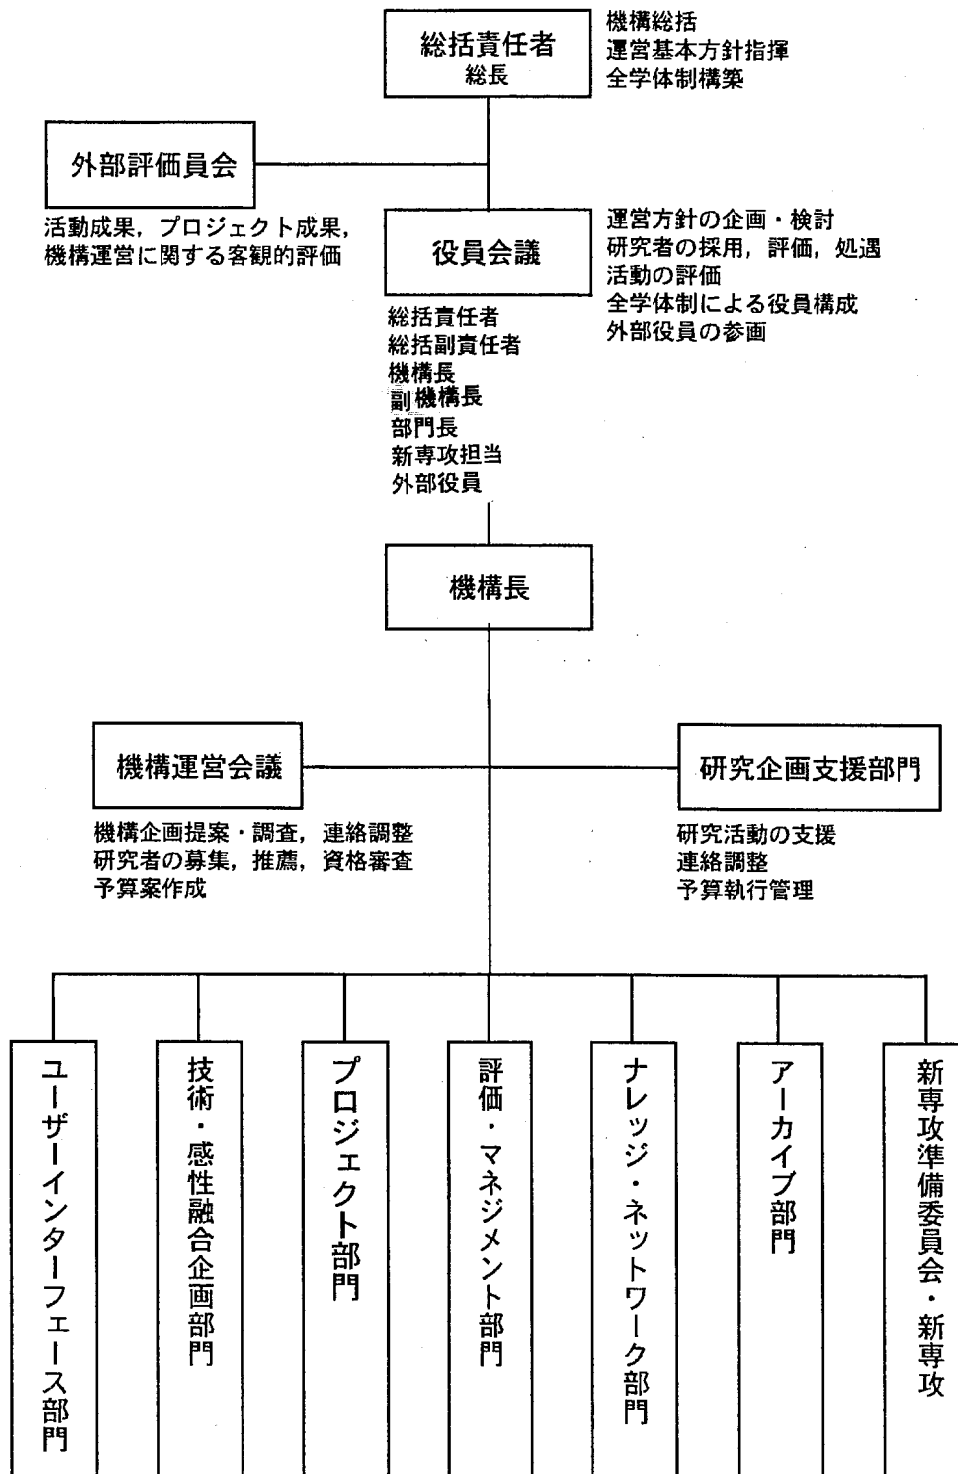 総括責任者
総長
機構総括
運営基本方針指揮
全学体制構築
外部評価員会
活動成果，プロジェクト成果，
機構運営に関する客観的評価
役員会議
運営方針の企画・検討
研究者の採用，評価，処遇
活動の評価
全学体制による役員構成
外部役員の参画
総括責任者
総括副責任者
機構長
副機構長
部門長
新専攻担当
外部役員
機構長
機構運営会議
機構企画提案・調査，連絡調整
研究者の募集，推薦，資格審査
予算案作成
研究企画支援部門
研究活動の支援
連絡調整
予算執行管理
ユーザーインターフェース部門
技術・感性融合企画部門
プロジェクト部門
評価・マネジメント部門
ナレッジ・ネットワーク部門
アーカイブ部門
新専攻準備委員会・新専攻